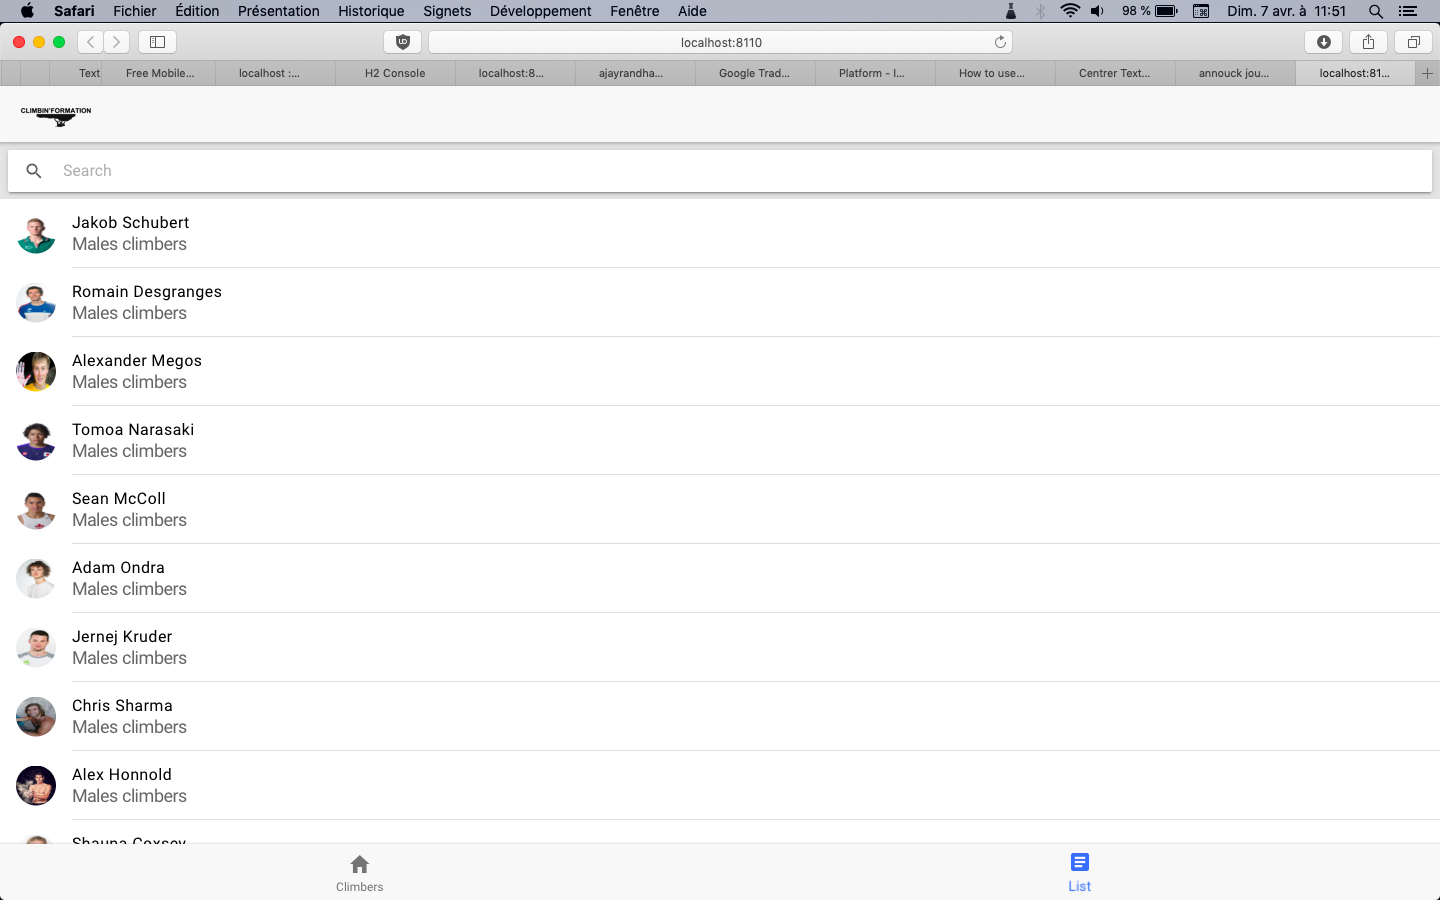 Safari Fichier Édition Présentation Historique Signets Développement Fenêtre Aide 98 % Dim. 7 avr. à 11:51
localhost:8110
Text Free Mobile... localhost :... H2 Console localhost:8... ajayrandha... Google Trad... Platform - I... How to use... Centrer Text... annouck jou... localhost:81...
CLIMBIN'FORMATION
Search
Jakob Schubert
Males climbers
Romain Desgranges
Males climbers
Alexander Megos
Males climbers
Tomoa Narasaki
Males climbers
Sean McColl
Males climbers
Adam Ondra
Males climbers
Jernej Kruder
Males climbers
Chris Sharma
Males climbers
Alex Honnold
Males climbers
Shauna Coxsey
Climbers List